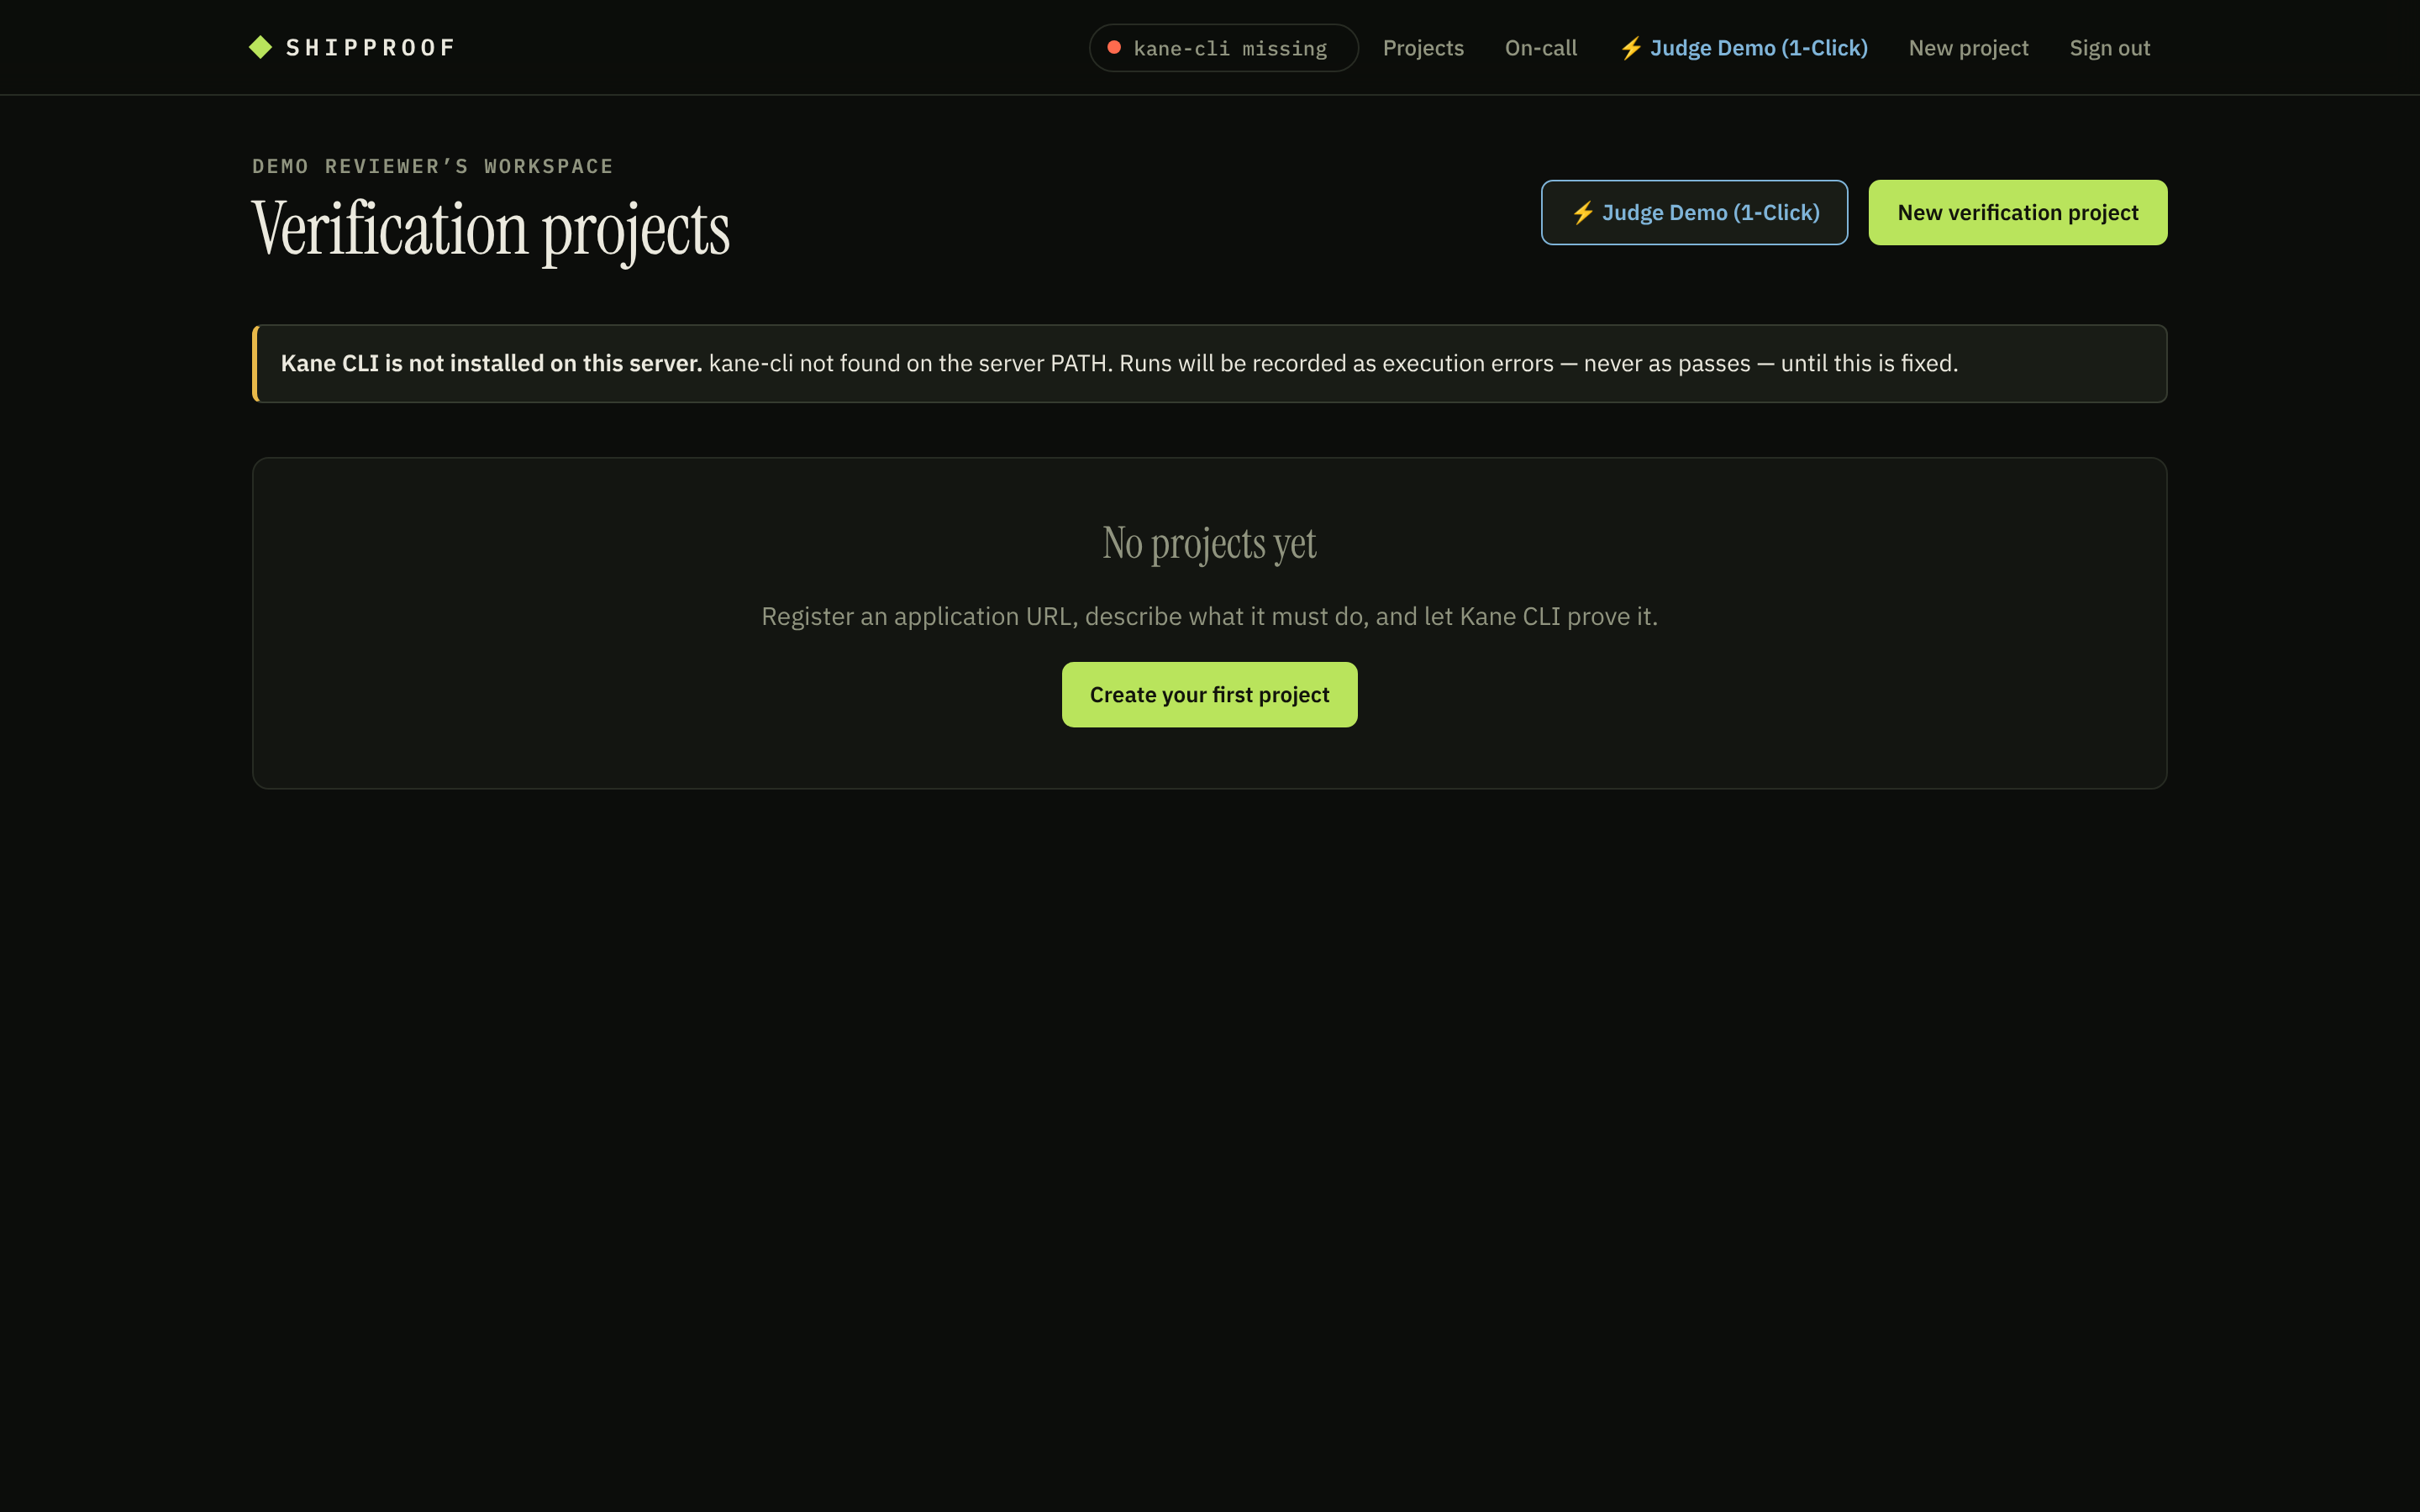 SHIPPROOF
kane-cli missing
Projects
On-call
⚡ Judge Demo (1-Click)
New project
Sign out
DEMO REVIEWER’S WORKSPACE
Verification projects
⚡ Judge Demo (1-Click)
New verification project
Kane CLI is not installed on this server. kane-cli not found on the server PATH. Runs will be recorded as execution errors — never as passes — until this is fixed.
No projects yet
Register an application URL, describe what it must do, and let Kane CLI prove it.
Create your first project